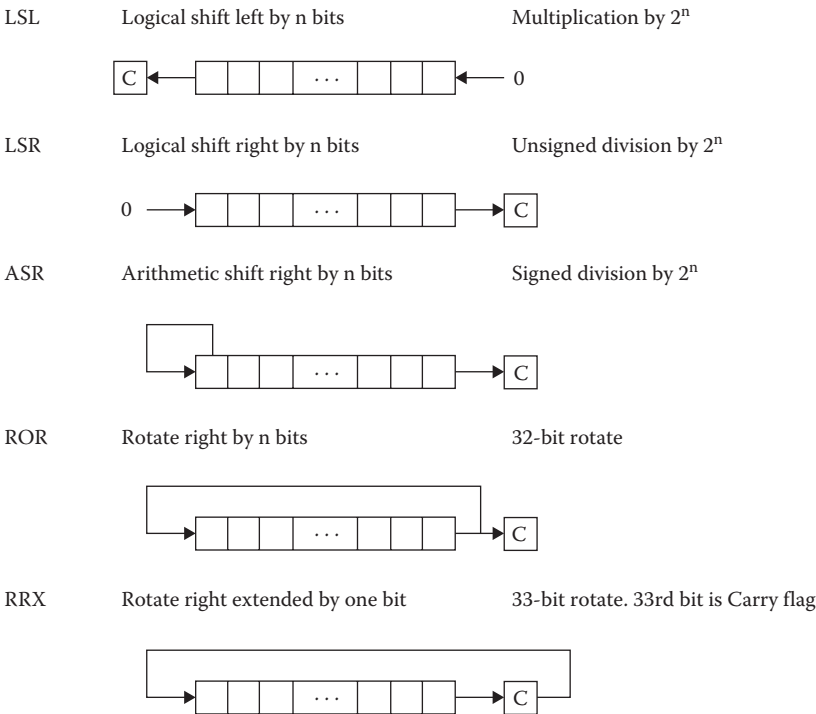 LSL Logical shift left by n bits Multiplication by 2ⁿ
C ... 0
LSR Logical shift right by n bits Unsigned division by 2ⁿ
0 ... C
ASR Arithmetic shift right by n bits Signed division by 2ⁿ
... C
ROR Rotate right by n bits 32-bit rotate
... C
RRX Rotate right extended by one bit 33-bit rotate. 33rd bit is Carry flag
... C